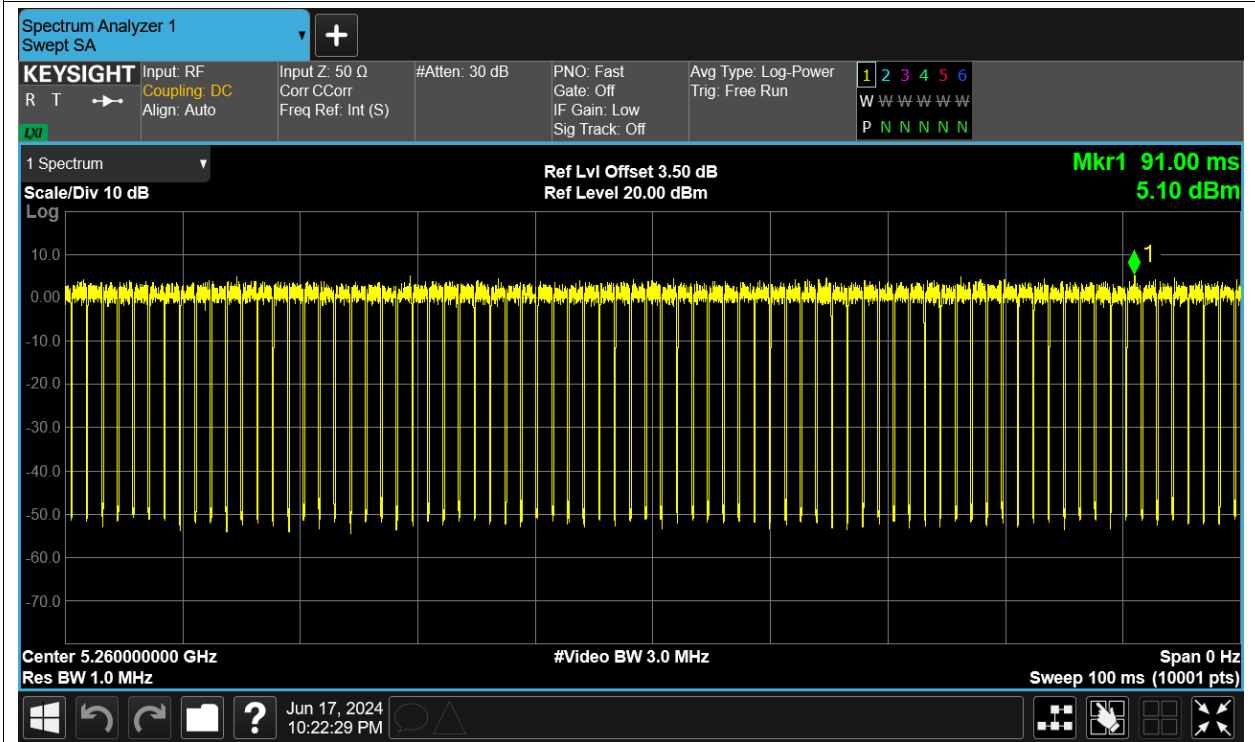 Spectrum Analyzer 1
Swept SA
KEYSIGHT
R T
LXI
Input: RF
Coupling: DC
Align: Auto
Input Z: 50 Ω
Corr CCorr
Freq Ref: Int (S)
#Atten: 30 dB
PNO: Fast
Gate: Off
IF Gain: Low
Sig Track: Off
Avg Type: Log-Power
Trig: Free Run
1 2 3 4 5 6
W W W W W W
P N N N N N
1 Spectrum
Scale/Div 10 dB
Ref Lvl Offset 3.50 dB
Ref Level 20.00 dBm
Mkr1 91.00 ms
5.10 dBm
Log
1
10.0
0.00
-10.0
-20.0
-30.0
-40.0
-50.0
-60.0
-70.0
Center 5.260000000 GHz
Res BW 1.0 MHz
#Video BW 3.0 MHz
Span 0 Hz
Sweep 100 ms (10001 pts)
?
Jun 17, 2024
10:22:29 PM